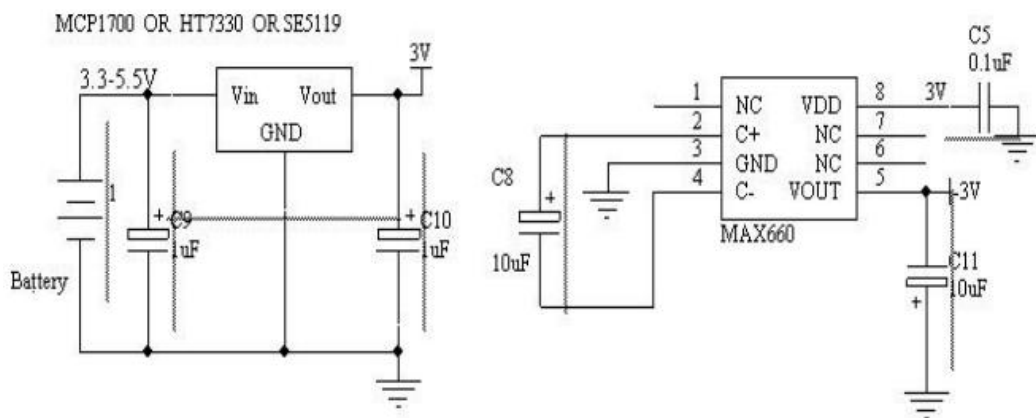 MCP1700 OR HT7330 OR SE5119
3.3-5.5V
Vin Vout
GND
3V
1
+ C9
1uF
+ C10
1uF
Battery
C5
0.1uF
1 NC VDD 8 3V
2 C+ NC 7
3 GND NC 6
4 C- VOUT 5 -3V
MAX660
C8
+
10uF
C11
10uF
+